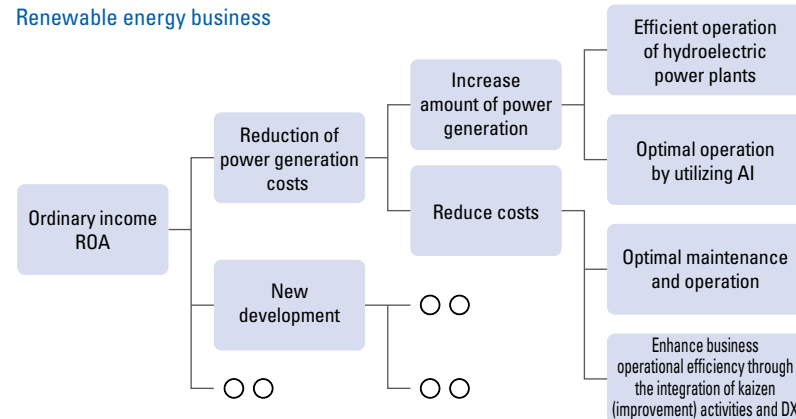 Renewable energy business
Efficient operation
of hydroelectric
power plants
Increase
amount of power
generation
Reduction of
power generation
costs
Optimal operation
by utilizing AI
Ordinary income
ROA
Reduce costs
Optimal maintenance
and operation
New
development
○ ○
Enhance business
operational efficiency through
the integration of kaizen
(improvement) activities and DX
○ ○
○ ○